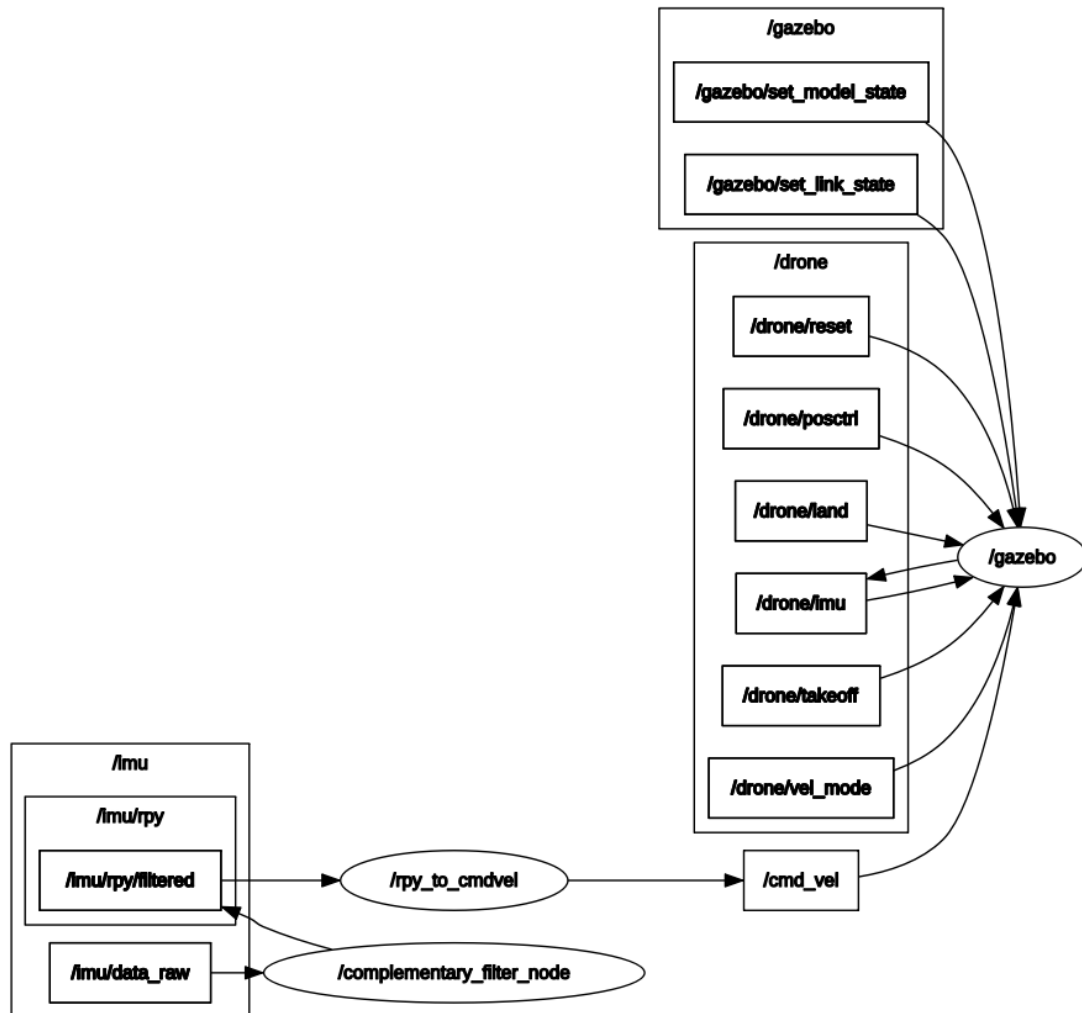 /gazebo
/gazebo/set_model_state
/gazebo/set_link_state
/drone
/drone/reset
/drone/posctrl
/drone/land
/gazebo
/drone/imu
/drone/takeoff
/drone/vel_mode
/imu
/imu/rpy
/imu/rpy/filtered
/rpy_to_cmdvel
/cmd_vel
/imu/data_raw
/complementary_filter_node